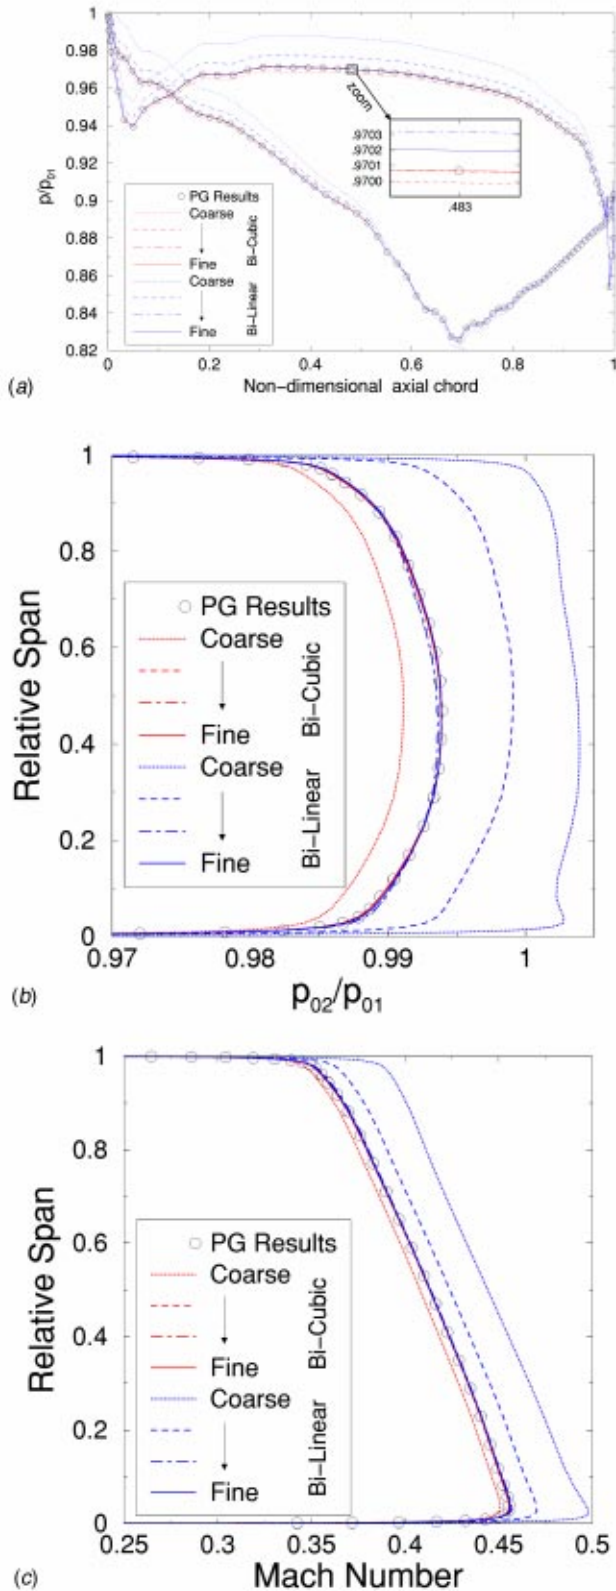 1
0.98
0.96
0.94
0.92
0.9
0.88
0.86
0.84
0.82
p/p01
zoom
.9703
.9702
.9701
.9700
.483
PG Results
Coarse
Fine
Bi-Cubic
Coarse
Fine
Bi-Linear
0 0.2 0.4 0.6 0.8 1
Non-dimensional axial chord
(a)
1
0.8
0.6
0.4
0.2
0
Relative Span
PG Results
Coarse
Fine
Bi-Cubic
Coarse
Fine
Bi-Linear
0.97 0.98 0.99 1
p02/p01
(b)
1
0.8
0.6
0.4
0.2
0
Relative Span
PG Results
Coarse
Fine
Bi-Cubic
Coarse
Fine
Bi-Linear
0.25 0.3 0.35 0.4 0.45 0.5
Mach Number
(c)